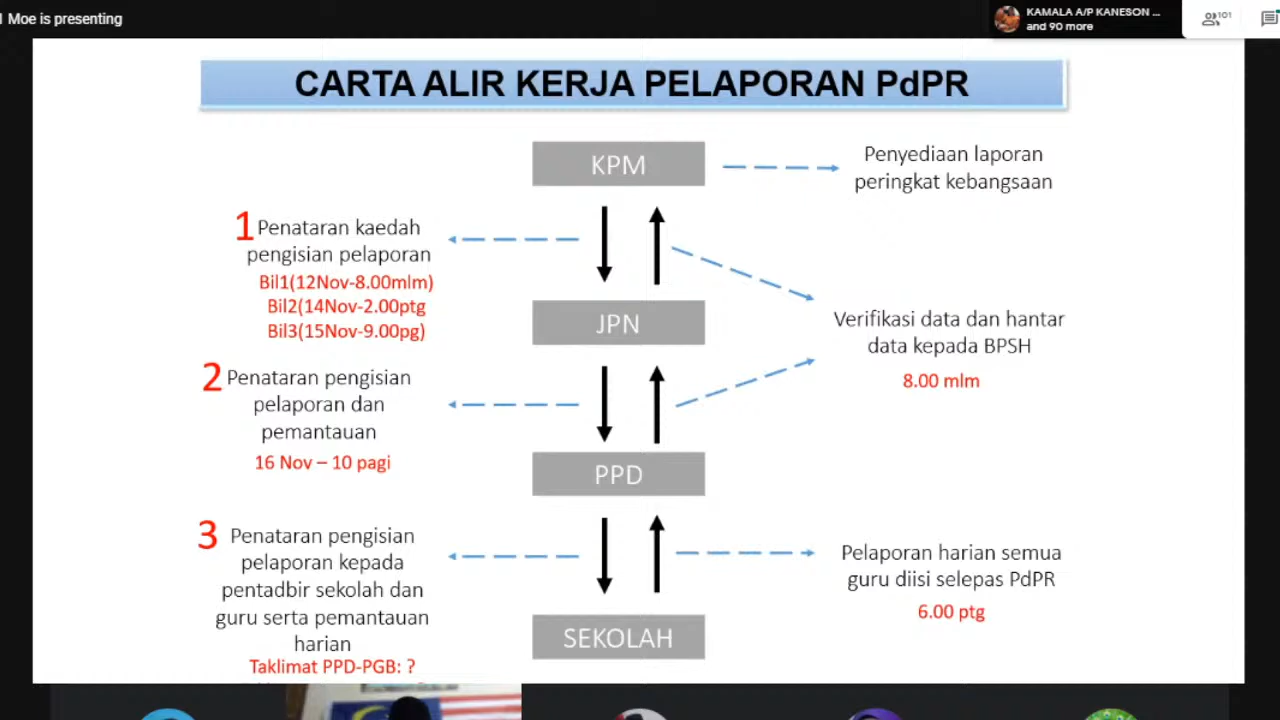 Moe is presenting
KAMALA A/P KANESON ...
and 90 more
101
CARTA ALIR KERJA PELAPORAN PdPR
KPM
Penyediaan laporan
peringkat kebangsaan
1 Penataran kaedah
pengisian pelaporan
Bil1(12Nov-8.00mlm)
Bil2(14Nov-2.00ptg
Bil3(15Nov-9.00pg)
JPN
Verifikasi data dan hantar
data kepada BPSH
8.00 mlm
2 Penataran pengisian
pelaporan dan
pemantauan
16 Nov – 10 pagi
PPD
3 Penataran pengisian
pelaporan kepada
pentadbir sekolah dan
guru serta pemantauan
harian
Taklimat PPD-PGB: ?
Pelaporan harian semua
guru diisi selepas PdPR
6.00 ptg
SEKOLAH